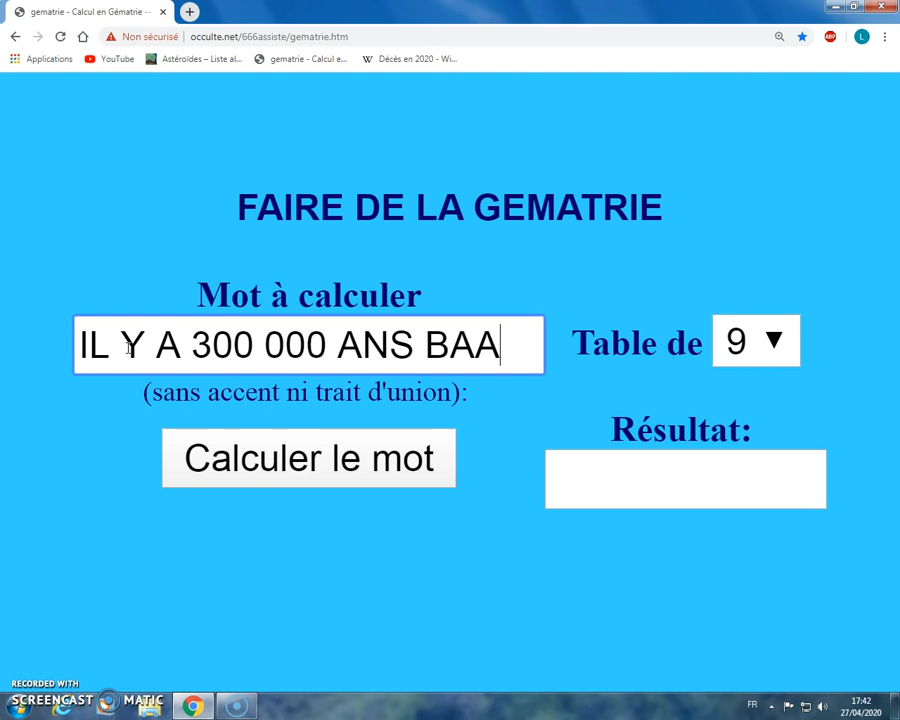 gematrie - Calcul en Gématrie -
Non sécurisé | occulte.net/666assiste/gematrie.htm
ABP
L
Applications YouTube Astéroïdes – Liste al... gematrie - Calcul e... W Décès en 2020 - Wi...
FAIRE DE LA GEMATRIE
Mot à calculer
IL Y A 300 000 ANS BAA
Table de 9
(sans accent ni trait d'union):
Résultat:
Calculer le mot
RECORDED WITH
SCREENCAST MATIC
FR
17:42
27/04/2020